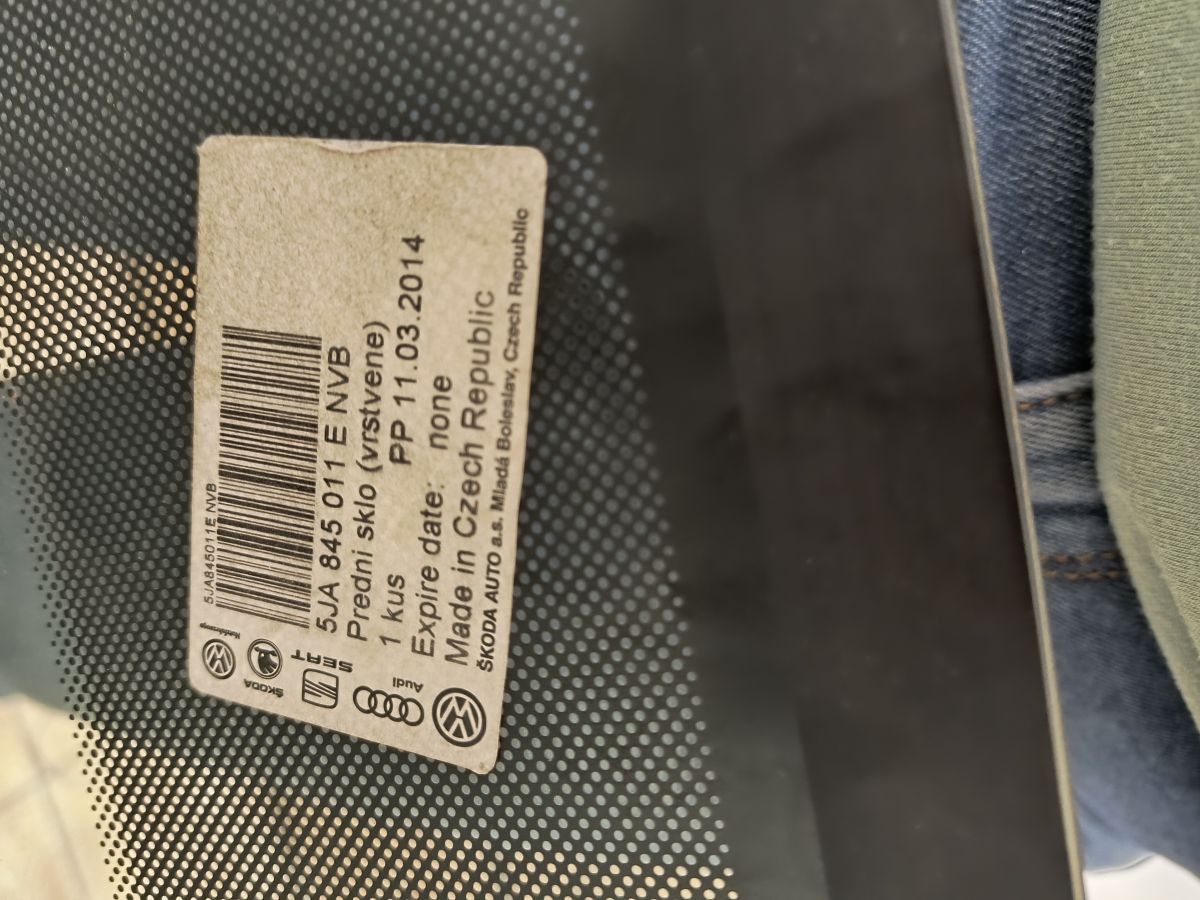 5JA845011E NVB
5JA 845 011 E NVB
Predni sklo (vrstvene)
1 kus PP 11.03.2014
Expire date: none
Made in Czech Republic
ŠKODA AUTO a.s. Mladá Boleslav, Czech Republic
Nutzfahrzeuge
ŠKODA
SEAT
Audi